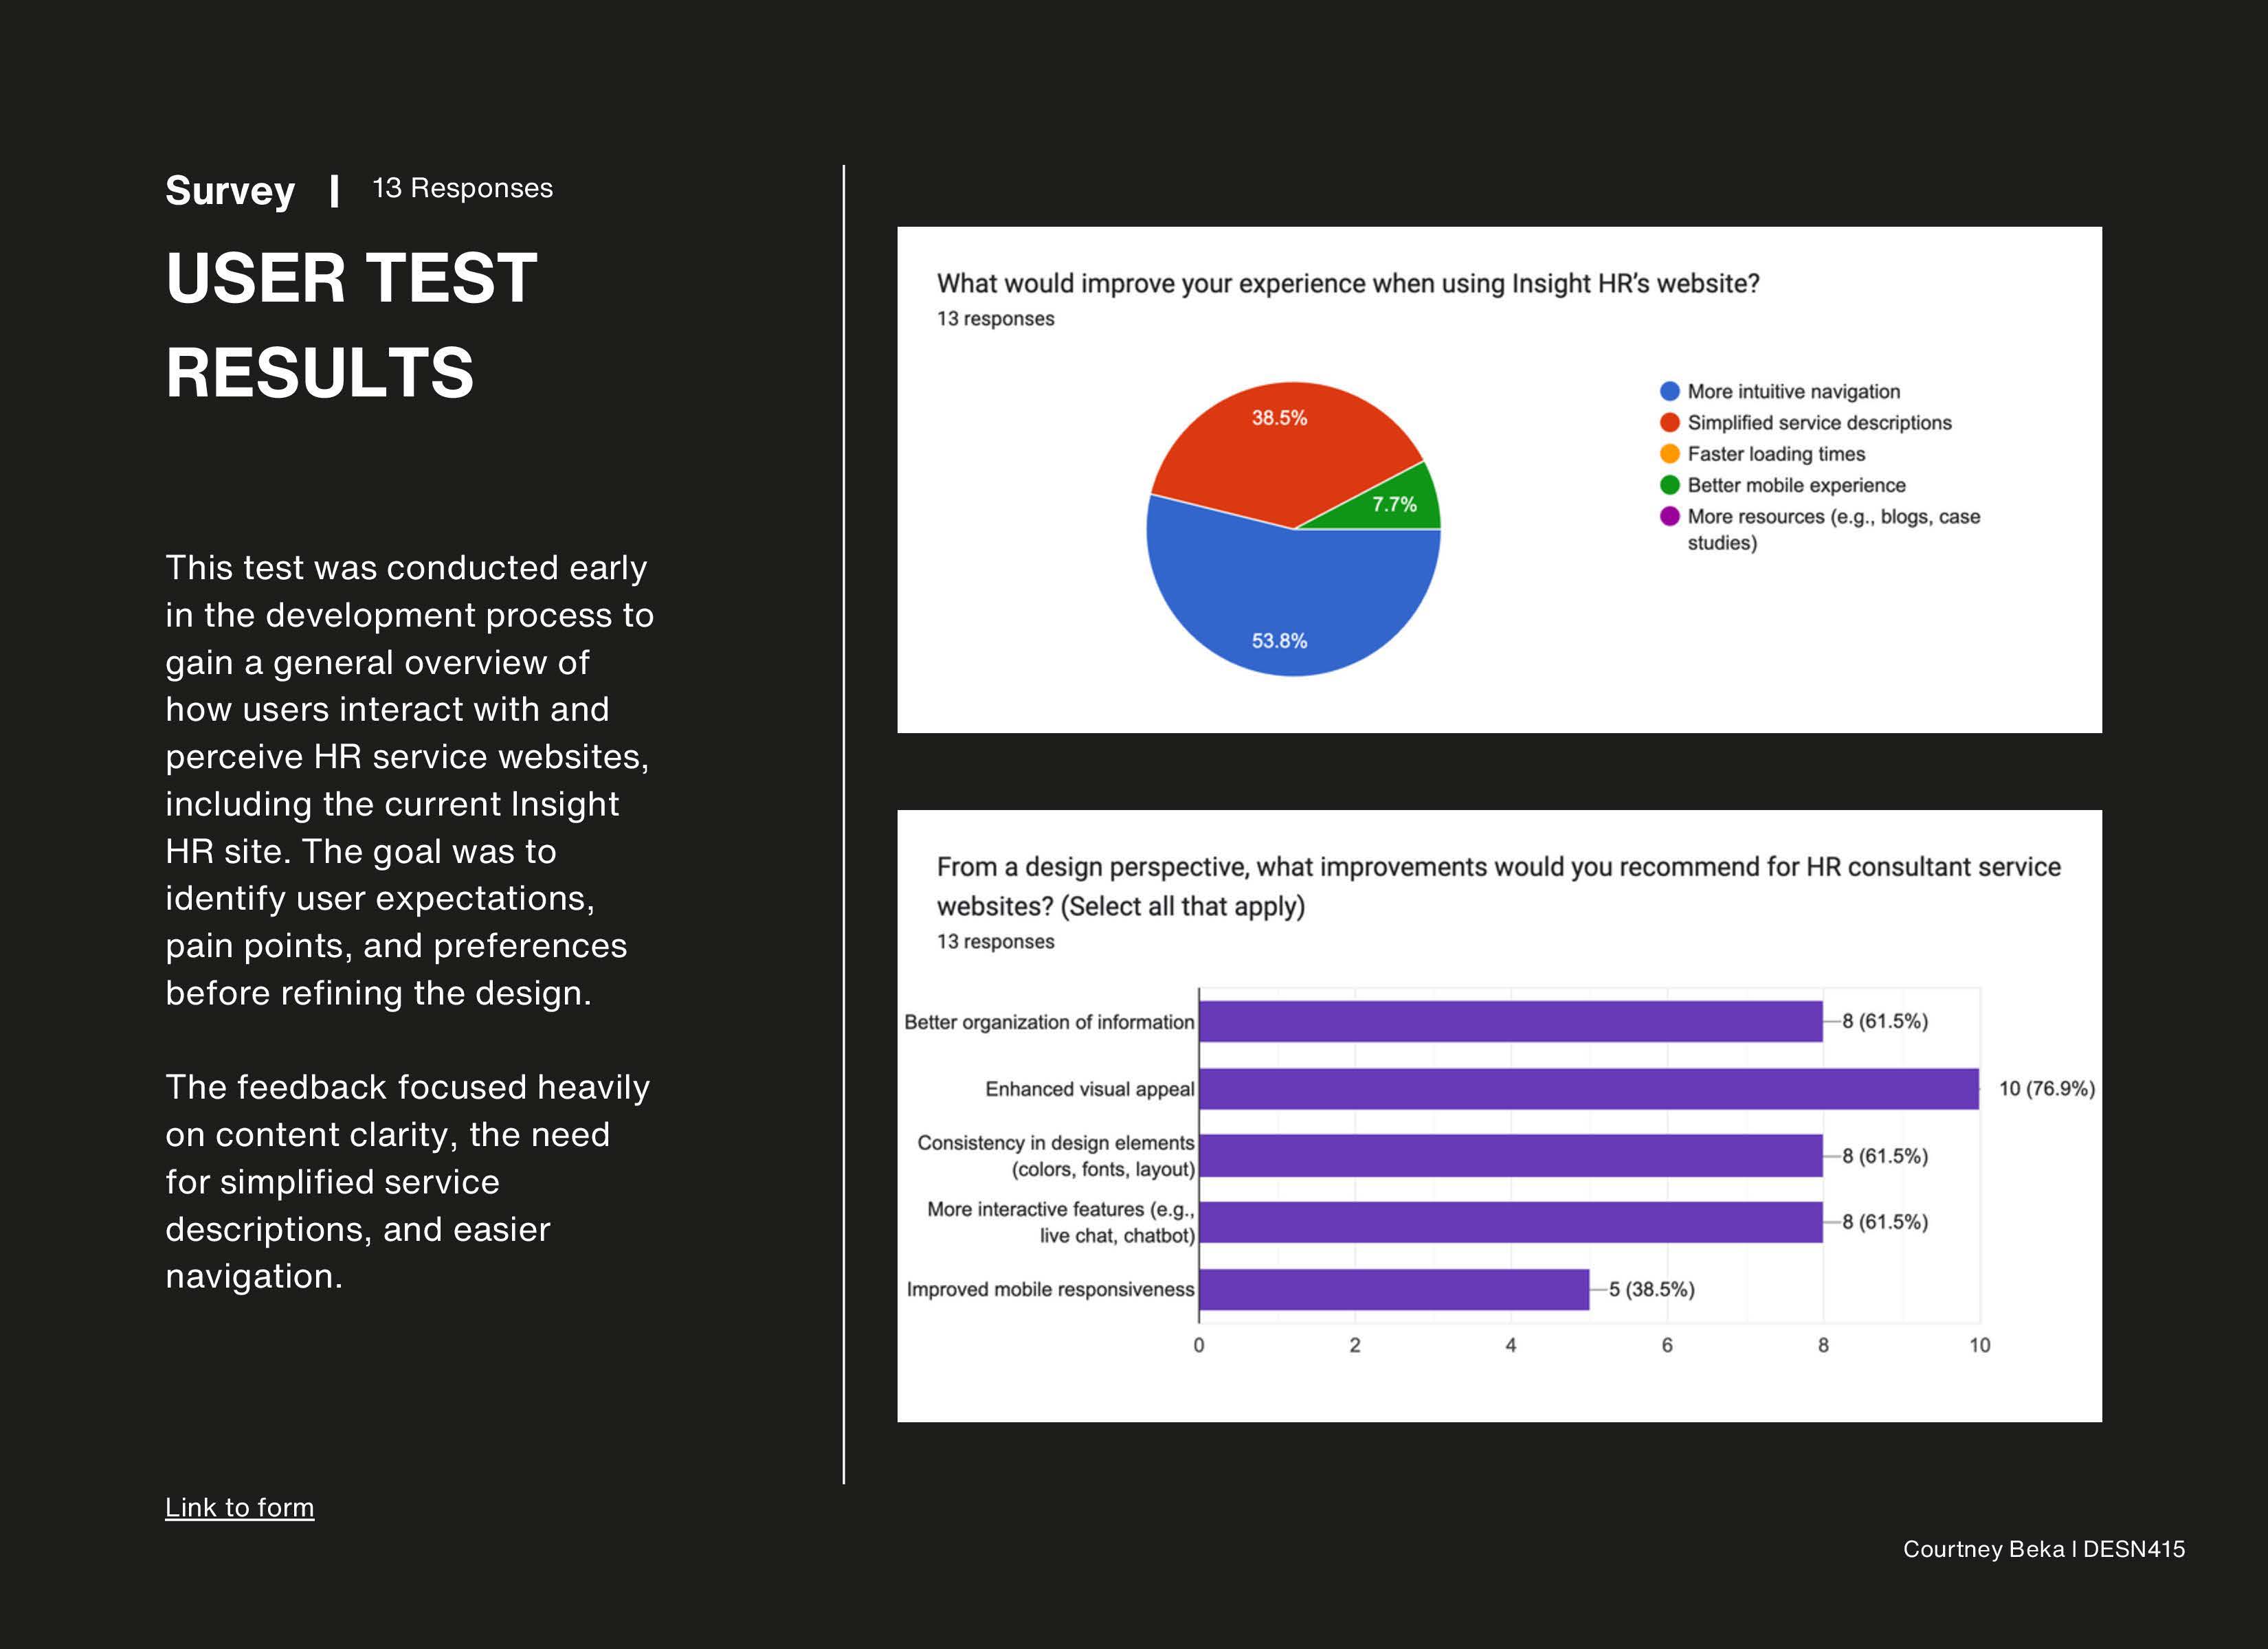 Survey | 13 Responses
USER TEST
RESULTS
This test was conducted early
in the development process to
gain a general overview of
how users interact with and
perceive HR service websites,
including the current Insight
HR site. The goal was to
identify user expectations,
pain points, and preferences
before refining the design.
The feedback focused heavily
on content clarity, the need
for simplified service
descriptions, and easier
navigation.
Link to form
What would improve your experience when using Insight HR’s website?
13 responses
38.5%
7.7%
53.8%
More intuitive navigation
Simplified service descriptions
Faster loading times
Better mobile experience
More resources (e.g., blogs, case
studies)
From a design perspective, what improvements would you recommend for HR consultant service
websites? (Select all that apply)
13 responses
Better organization of information
8 (61.5%)
Enhanced visual appeal
10 (76.9%)
Consistency in design elements
(colors, fonts, layout)
8 (61.5%)
More interactive features (e.g.,
live chat, chatbot)
8 (61.5%)
Improved mobile responsiveness
5 (38.5%)
0 2 4 6 8 10
Courtney Beka | DESN415